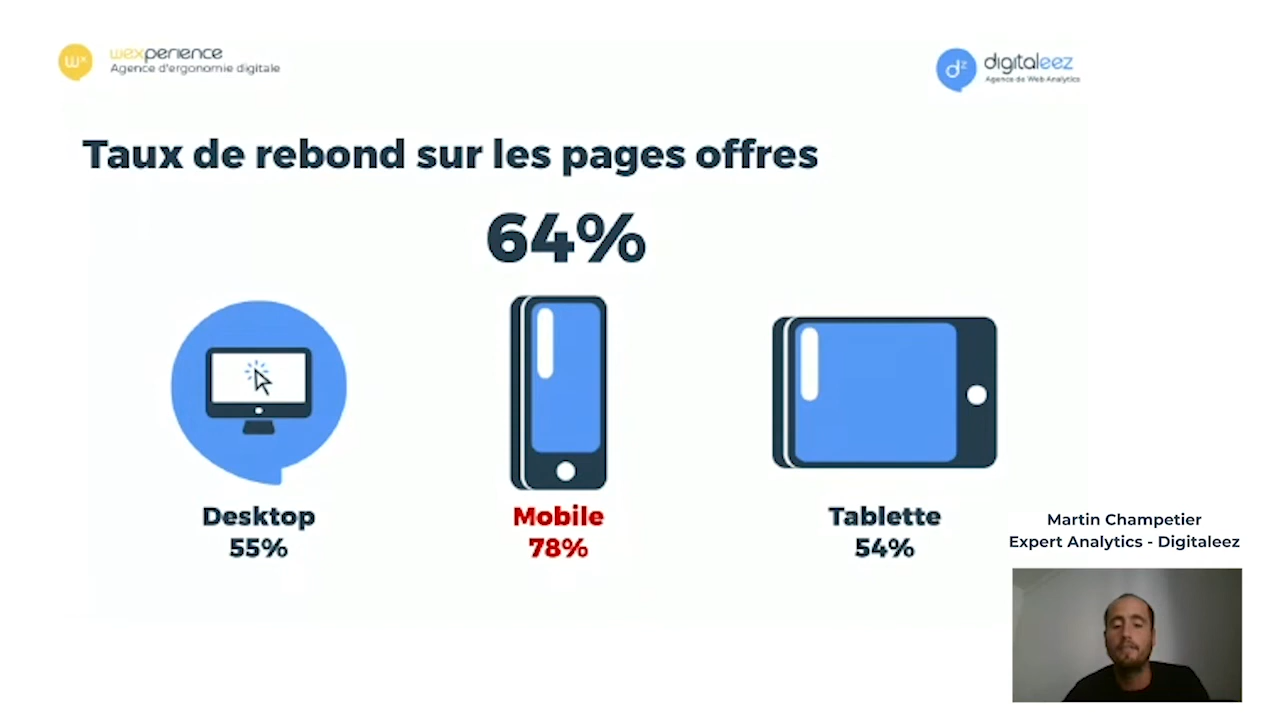 wexperience
Agence d'ergonomie digitale
digitaleez
Agence de Web Analytics
Taux de rebond sur les pages offres
64%
Desktop
55%
Mobile
78%
Tablette
54%
Martin Champetier
Expert Analytics - Digitaleez